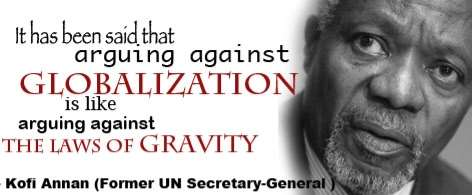 It has been said that
arguing against
GLOBALIZATION
is like
arguing against
THE LAWS OF GRAVITY
- Kofi Annan (Former UN Secretary-General )